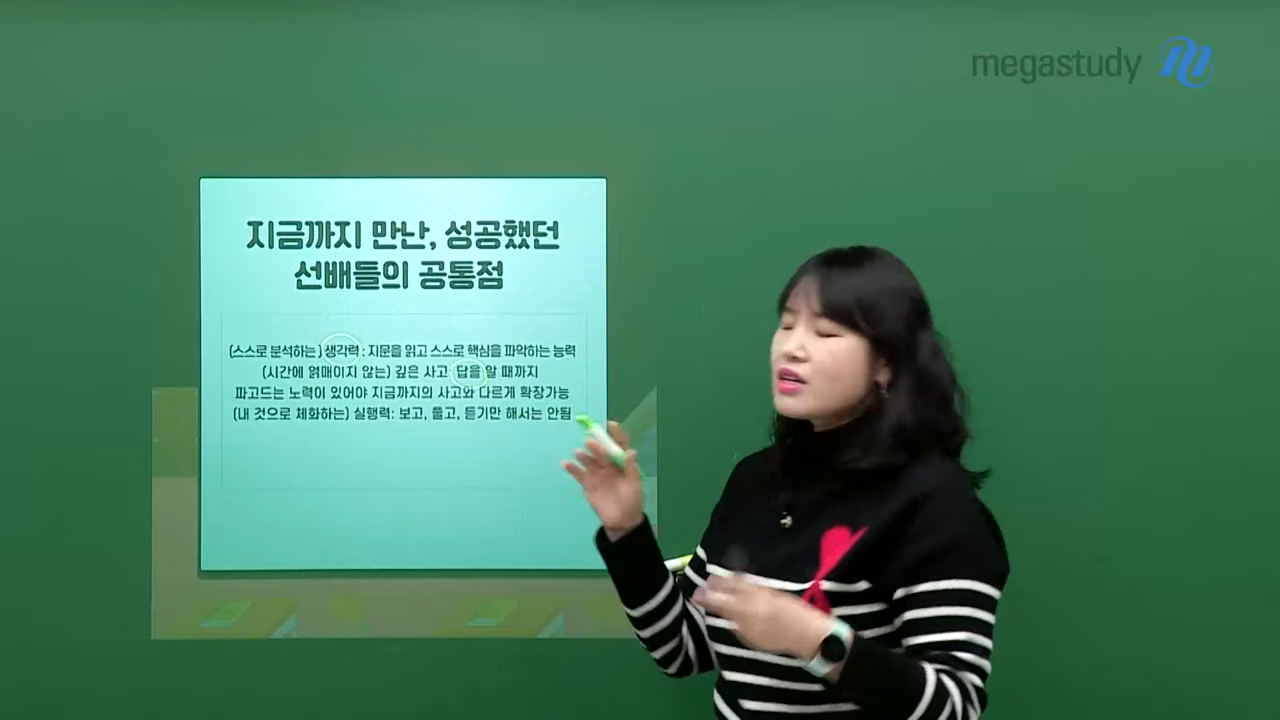 megastudy
지금까지 만난, 성공했던
선배들의 공통점
(스스로 분석하는) 생각력 : 지문을 읽고 스스로 핵심을 파악하는 능력
(시간에 얽매이지 않는) 깊은 사고: 답을 알 때까지
파고드는 노력이 있어야 지금까지의 사고와 다르게 확장가능
(내 것으로 체화하는) 실행력: 보고, 풀고, 듣기만 해서는 안됨